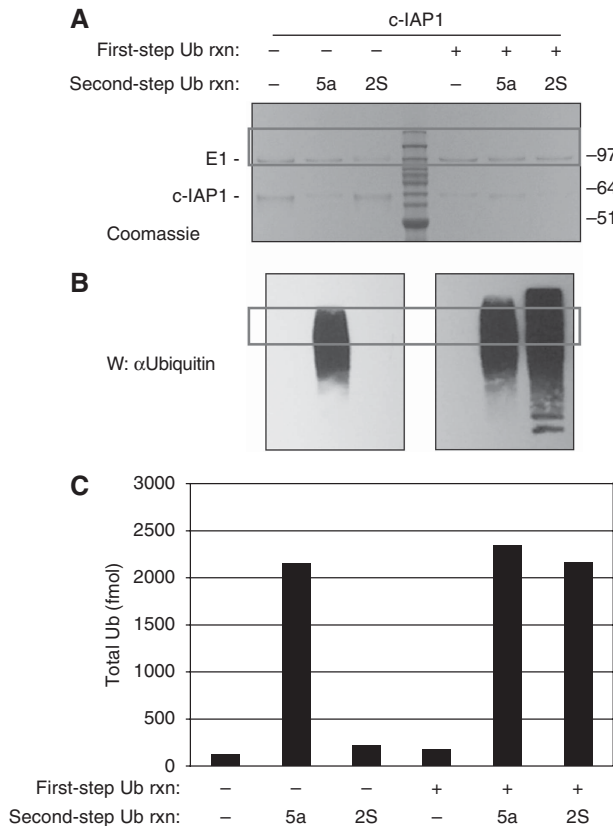 A
c-IAP1
First-step Ub rxn: – – – + + +
Second-step Ub rxn: – 5a 2S – 5a 2S
E1 -
–97
c-IAP1 -
–64
–51
Coomassie
B
W: αUbiquitin
C
Total Ub (fmol)
3000
2500
2000
1500
1000
500
0
First-step Ub rxn: – – – + + +
Second-step Ub rxn: – 5a 2S – 5a 2S